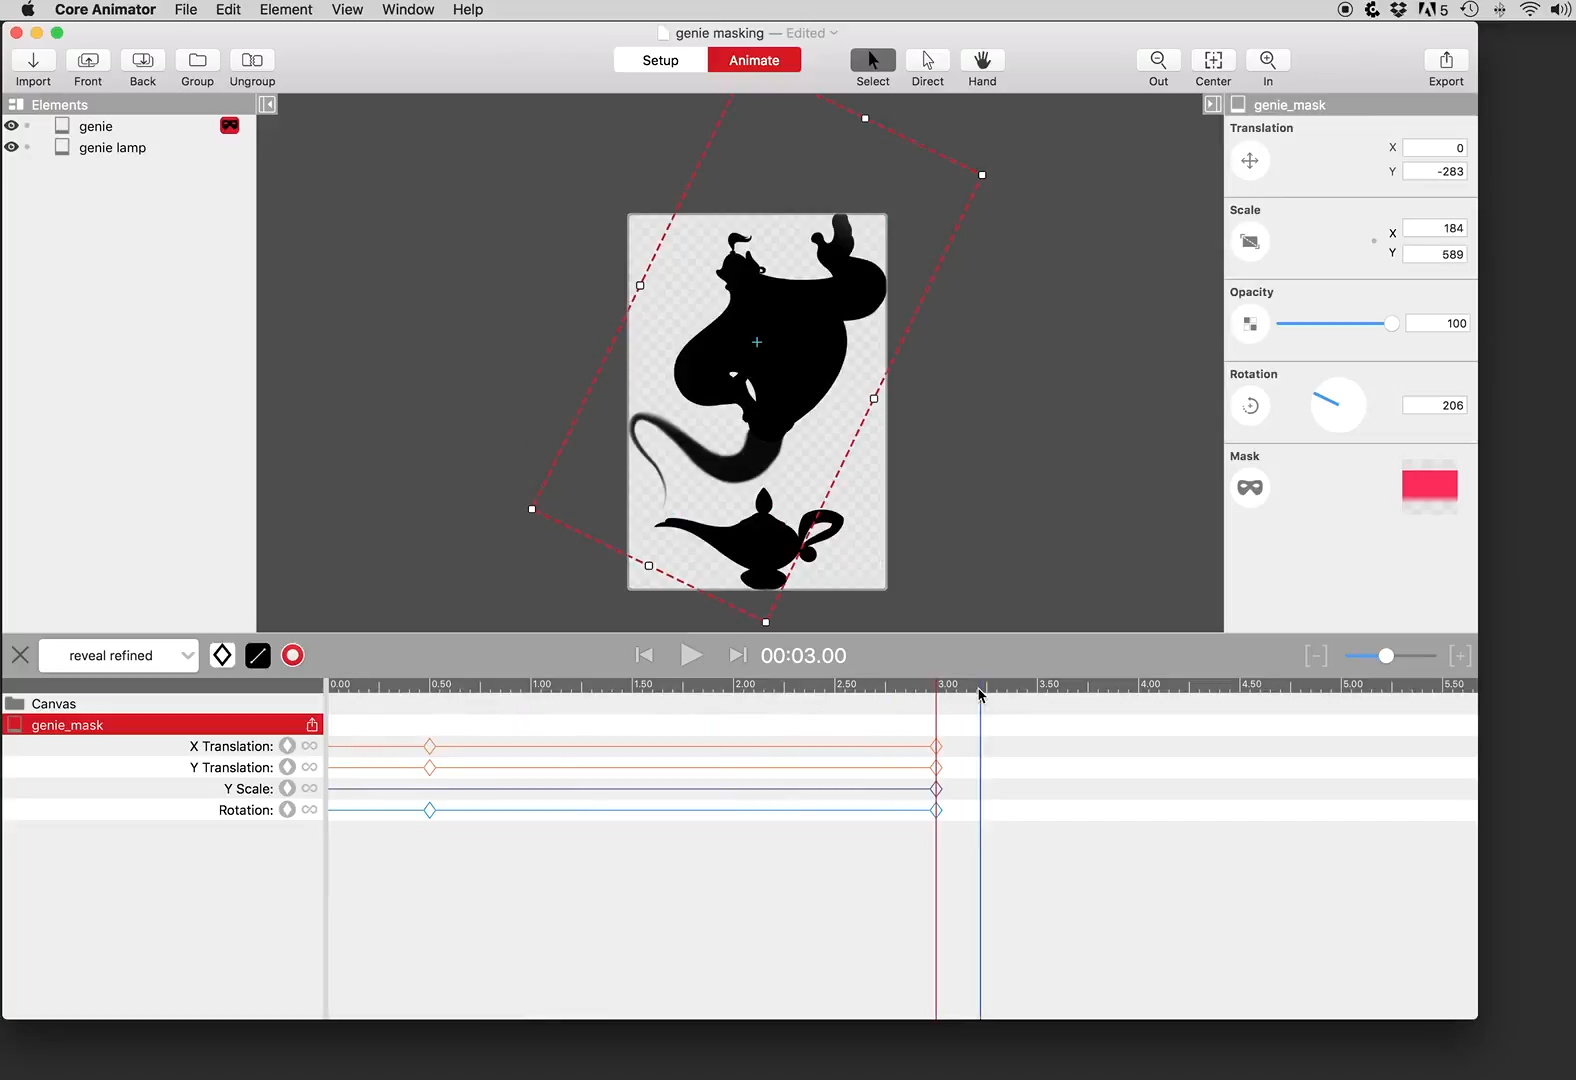 Core Animator File Edit Element View Window Help 5
genie masking — Edited
Import Front Back Group Ungroup Setup Animate Select Direct Hand Out Center In Export
Elements
genie
genie lamp
genie_mask
Translation
X 0
Y -283
Scale
X 184
Y 589
Opacity
100
Rotation
206
Mask
reveal refined 00:03.00
0.00 0.50 1.00 1.50 2.00 2.50 3.00 3.50 4.00 4.50 5.00 5.50
Canvas
genie_mask
X Translation:
Y Translation:
Y Scale:
Rotation: